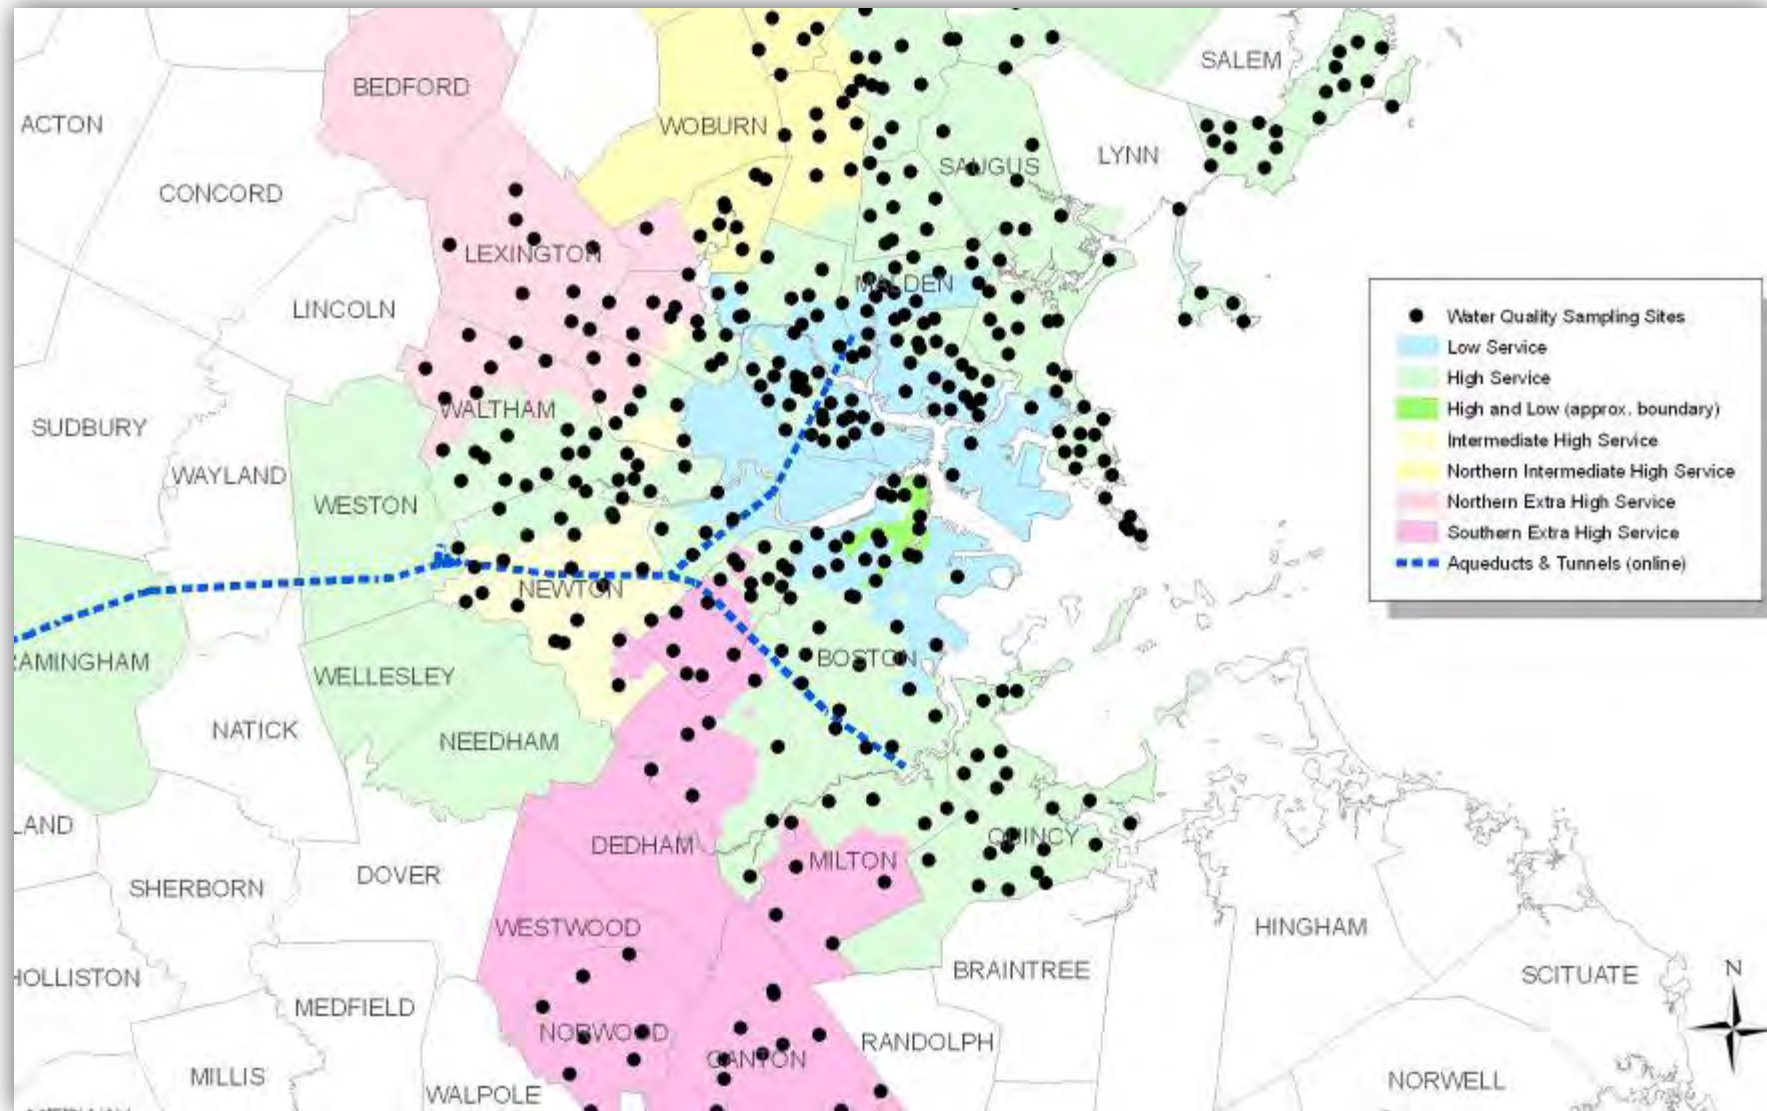 SALEM
BEDFORD
ACTON
WOBURN
LYNN
SAUGUS
CONCORD
LEXINGTON
MALDEN
LINCOLN
WALTHAM
SUDBURY
WAYLAND
WESTON
NEWTON
RAMINGHAM
BOSTON
WELLESLEY
NATICK
NEEDHAM
LAND
QUINCY
DEDHAM
MILTON
DOVER
SHERBORN
WESTWOOD
HINGHAM
BRAINTREE
HOLLISTON
SCITUATE
MEDFIELD
NORWOOD
RANDOLPH
CANTON
MILLIS
NORWELL
WALPOLE
Water Quality Sampling Sites
Low Service
High Service
High and Low (approx. boundary)
Intermediate High Service
Northern Intermediate High Service
Northern Extra High Service
Southern Extra High Service
Aqueducts & Tunnels (online)
N